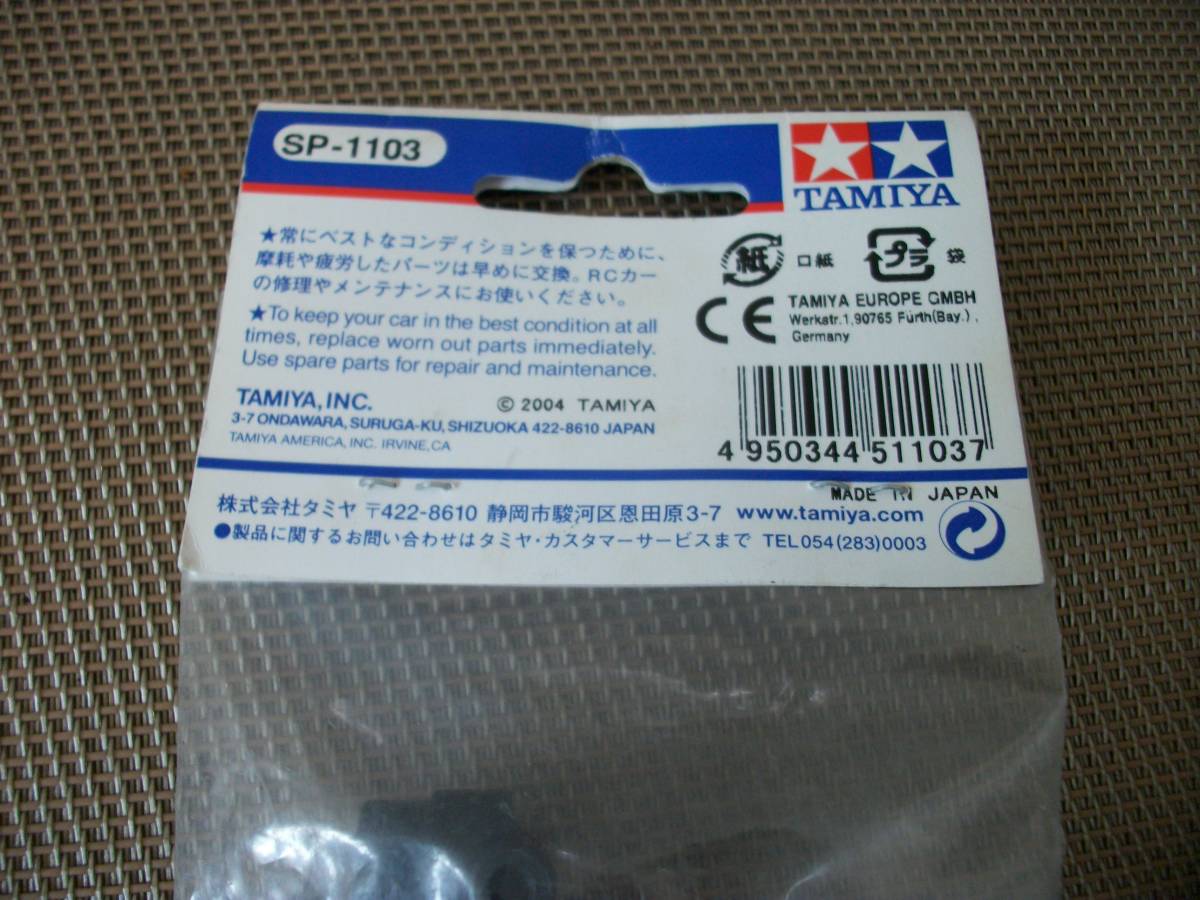 SP-1103
TAMIYA
★常にベストなコンディションを保つために、
摩耗や疲労したパーツは早めに交換。RCカー
の修理やメンテナンスにお使いください。
★To keep your car in the best condition at all
times, replace worn out parts immediately.
Use spare parts for repair and maintenance.
TAMIYA, INC.
© 2004 TAMIYA
3-7 ONDAWARA, SURUGA-KU, SHIZUOKA 422-8610 JAPAN
TAMIYA AMERICA, INC. IRVINE, CA
紙 口紙 プラ 袋
CE TAMIYA EUROPE GMBH
Werkstr.1,90765 Fürth(Bay.),
Germany
4 950344 511037
MADE IN JAPAN
株式会社タミヤ 〒422-8610 静岡市駿河区恩田原3-7 www.tamiya.com
●製品に関するお問い合わせはタミヤ・カスタマーサービスまで TEL 054(283)0003